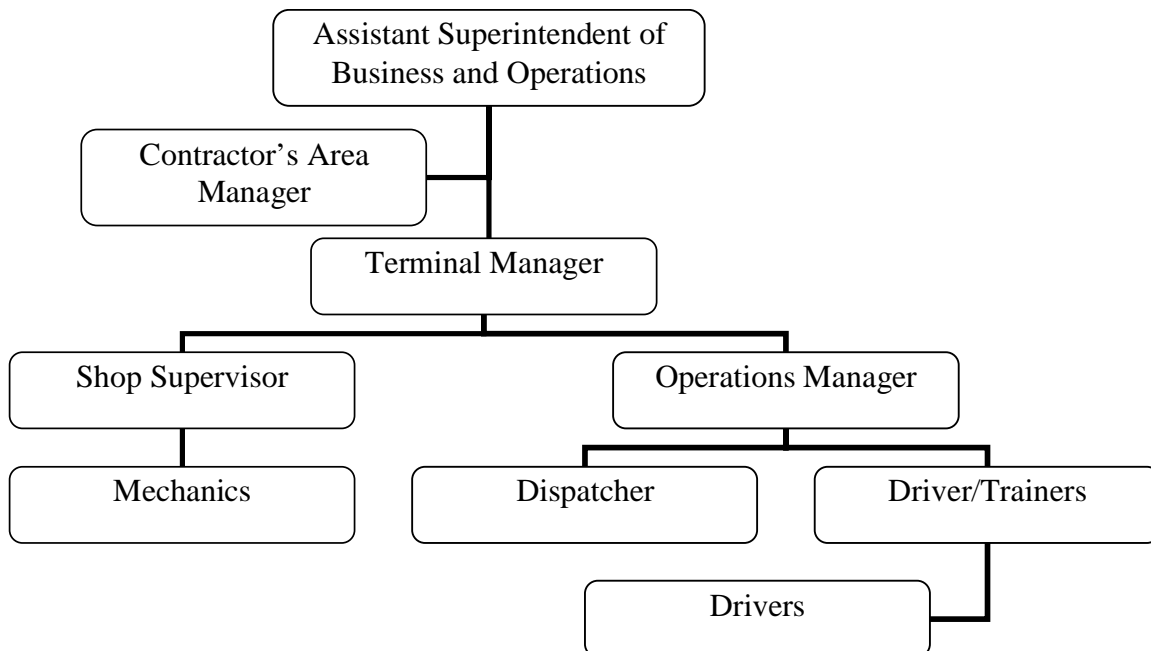 Assistant Superintendent of
Business and Operations
Contractor’s Area
Manager
Terminal Manager
Shop Supervisor
Operations Manager
Mechanics
Dispatcher
Driver/Trainers
Drivers